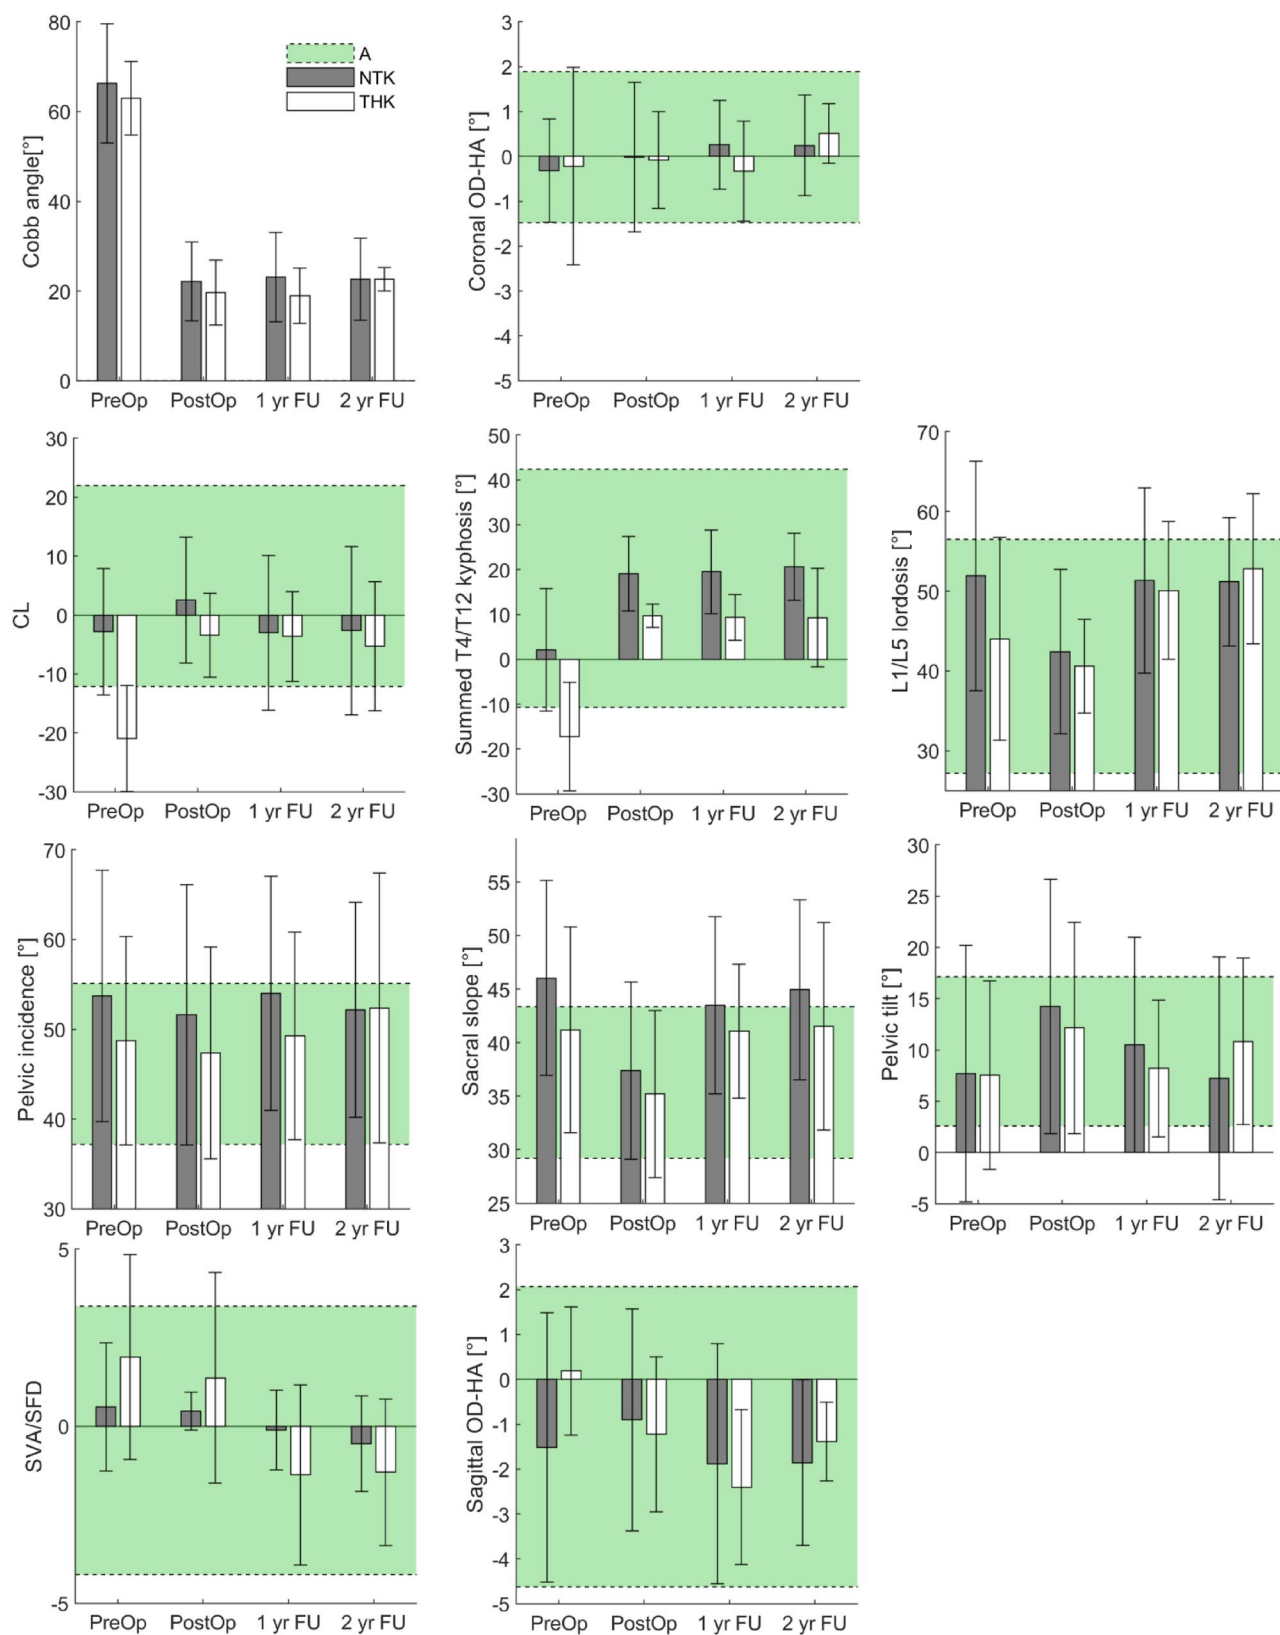 Cobb angle[°]
80
60
40
20
0
A
NTK
THK
PreOp PostOp 1 yr FU 2 yr FU
Coronal OD-HA [°]
3
2
1
0
-1
-2
-3
-4
-5
PreOp PostOp 1 yr FU 2 yr FU
CL
30
20
10
0
-10
-20
-30
PreOp PostOp 1 yr FU 2 yr FU
Summed T4/T12 kyphosis [°]
50
40
30
20
10
0
-10
-20
-30
PreOp PostOp 1 yr FU 2 yr FU
L1/L5 lordosis [°]
70
60
50
40
30
PreOp PostOp 1 yr FU 2 yr FU
Pelvic incidence [°]
70
60
50
40
30
PreOp PostOp 1 yr FU 2 yr FU
Sacral slope [°]
55
50
45
40
35
30
25
PreOp PostOp 1 yr FU 2 yr FU
Pelvic tilt [°]
30
25
20
15
10
5
0
-5
PreOp PostOp 1 yr FU 2 yr FU
SVA/SFD
5
0
-5
PreOp PostOp 1 yr FU 2 yr FU
Sagittal OD-HA [°]
3
2
1
0
-1
-2
-3
-4
-5
PreOp PostOp 1 yr FU 2 yr FU